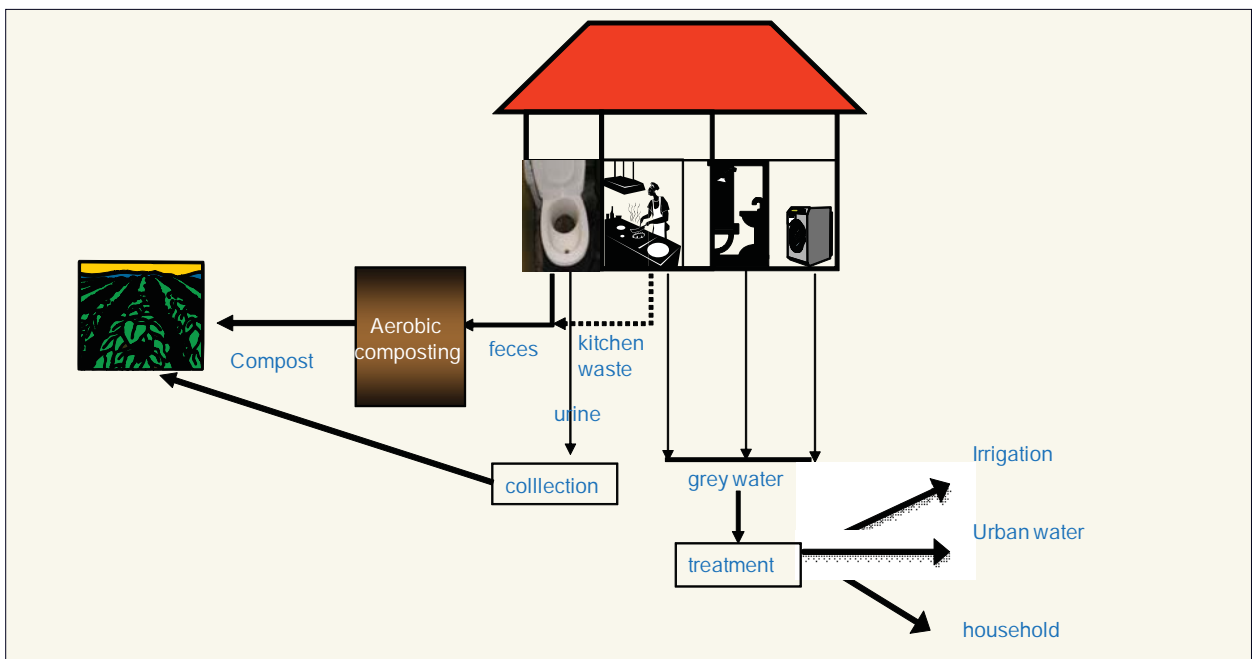 Aerobic
composting
feces
kitchen
waste
Compost
urine
colllection
grey water
treatment
Irrigation
Urban water
household